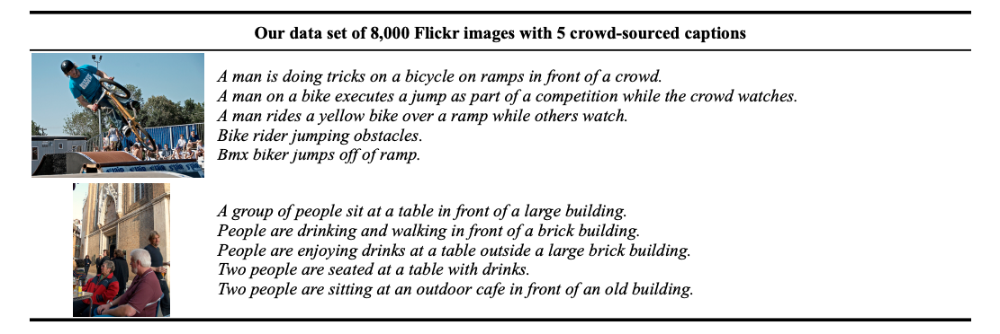 Our data set of 8,000 Flickr images with 5 crowd-sourced captions
A man is doing tricks on a bicycle on ramps in front of a crowd.
A man on a bike executes a jump as part of a competition while the crowd watches.
A man rides a yellow bike over a ramp while others watch.
Bike rider jumping obstacles.
Bmx biker jumps off of ramp.
A group of people sit at a table in front of a large building.
People are drinking and walking in front of a brick building.
People are enjoying drinks at a table outside a large brick building.
Two people are seated at a table with drinks.
Two people are sitting at an outdoor cafe in front of an old building.